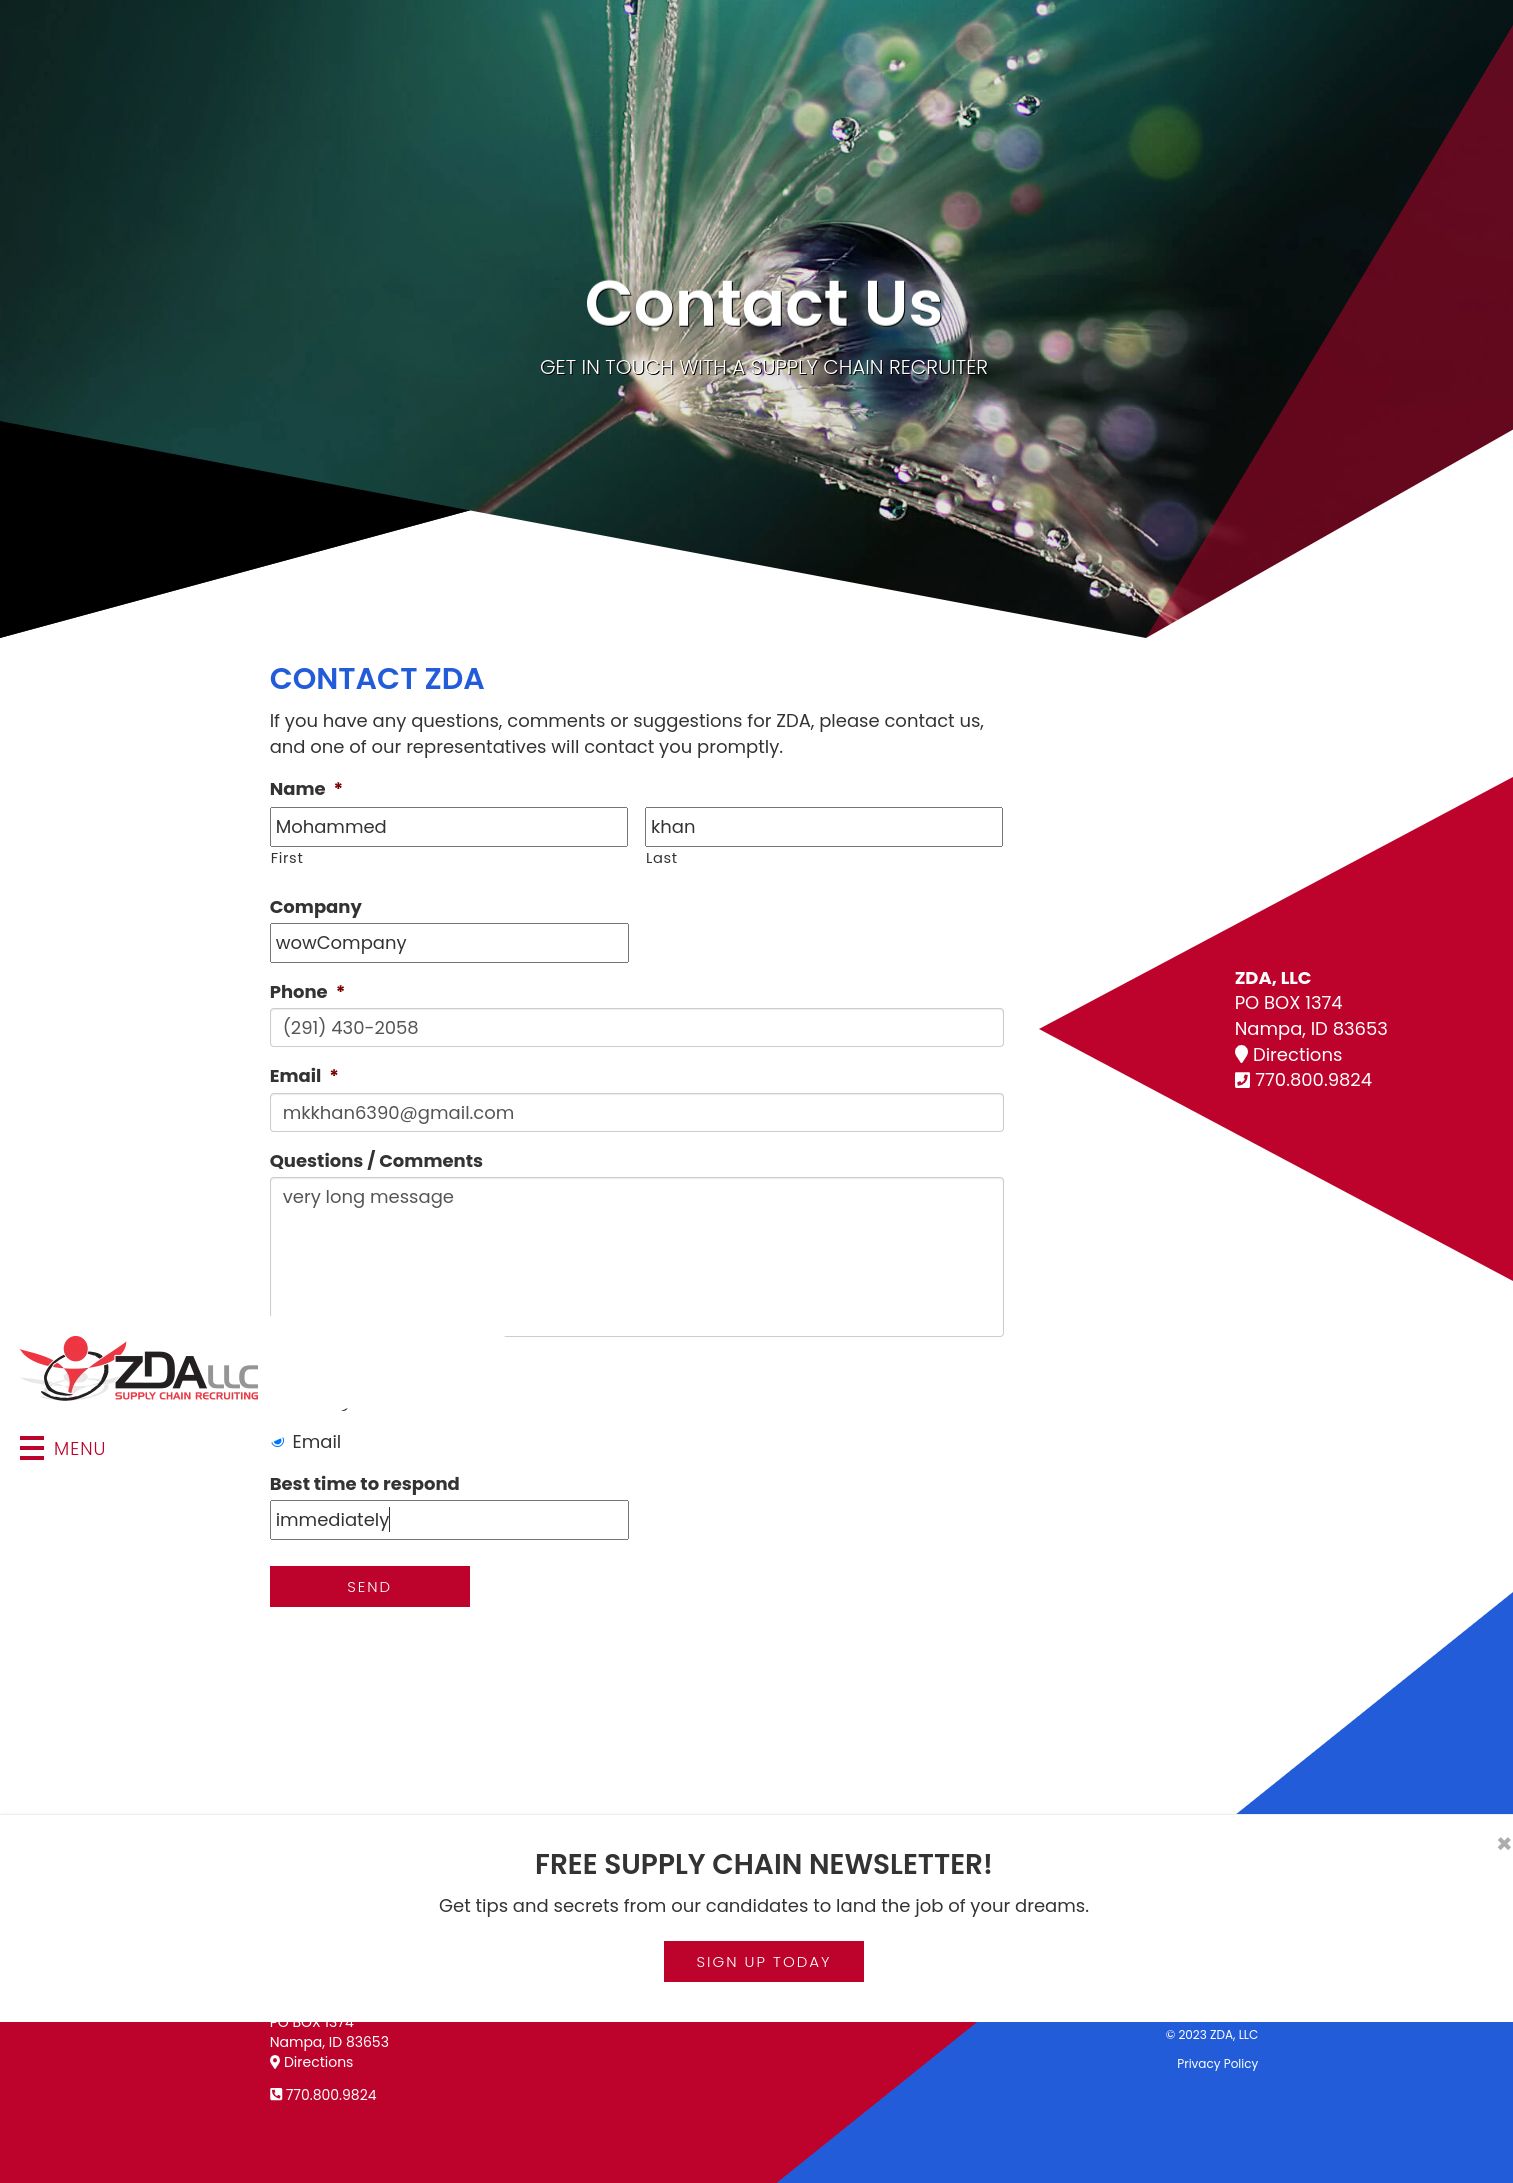 Contact Us
GET IN TOUCH WITH A SUPPLY CHAIN RECRUITER
CONTACT ZDA
If you have any questions, comments or suggestions for ZDA, please contact us,
and one of our representatives will contact you promptly.
Name *
Mohammed khan
First Last
Company
wowCompany
Phone *
(291) 430-2058
Email *
mkkhan6390@gmail.com
Questions / Comments
very long message
ZDA, LLC
PO BOX 1374
Nampa, ID 83653
Directions
770.800.9824
ZDA LLC
SUPPLY CHAIN RECRUITING
MENU
Email
Best time to respond
immediately
SEND
FREE SUPPLY CHAIN NEWSLETTER!
Get tips and secrets from our candidates to land the job of your dreams.
SIGN UP TODAY
PO BOX 1374
Nampa, ID 83653
Directions
770.800.9824
© 2023 ZDA, LLC
Privacy Policy